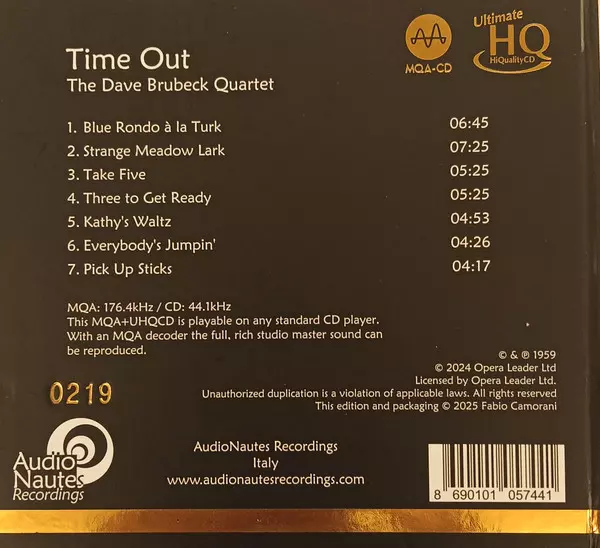 Time Out
The Dave Brubeck Quartet
MQA-CD
Ultimate
HQ
HiQualityCD
1. Blue Rondo à la Turk 06:45
2. Strange Meadow Lark 07:25
3. Take Five 05:25
4. Three to Get Ready 05:25
5. Kathy's Waltz 04:53
6. Everybody's Jumpin' 04:26
7. Pick Up Sticks 04:17
MQA: 176.4kHz / CD: 44.1kHz
This MQA+UHQCD is playable on any standard CD player.
With an MQA decoder the full, rich studio master sound can
be reproduced.
© & ℗ 1959
© 2024 Opera Leader Ltd
Licensed by Opera Leader Ltd.
Unauthorized duplication is a violation of applicable laws. All rights reserved
This edition and packaging © 2025 Fabio Camorani
0219
Audio
Nautes
Recordings
AudioNautes Recordings
Italy
www.audionautesrecordings.com
8 690101 057441